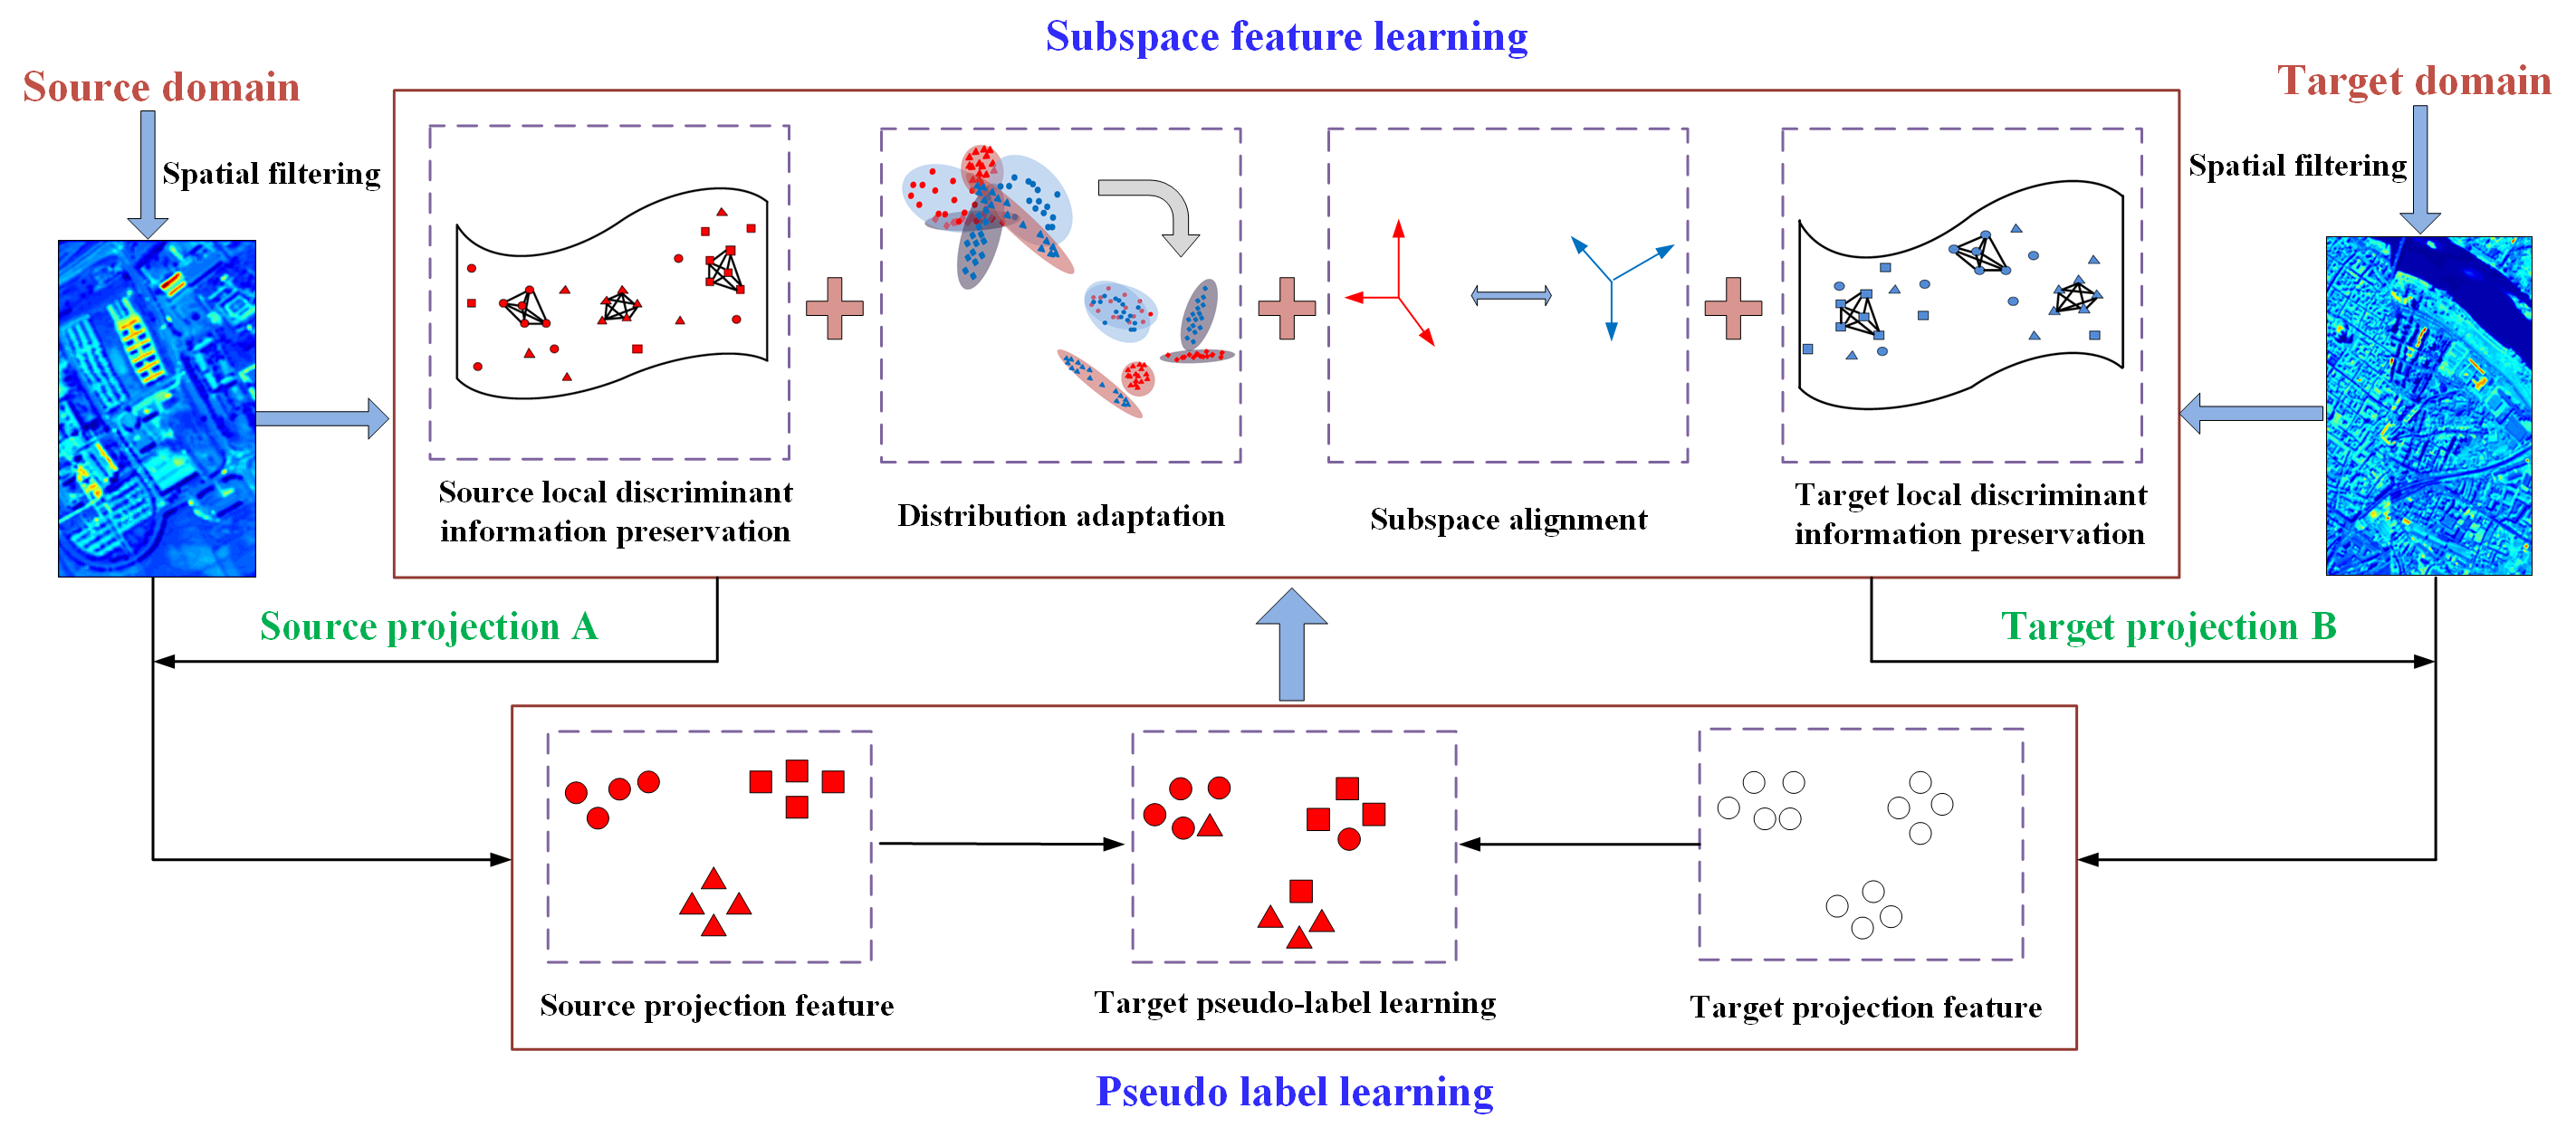 Subspace feature learning
Source domain
Target domain
Spatial filtering
Spatial filtering
Source local discriminant
information preservation
Distribution adaptation
Subspace alignment
Target local discriminant
information preservation
Source projection A
Target projection B
Source projection feature
Target pseudo-label learning
Target projection feature
Pseudo label learning